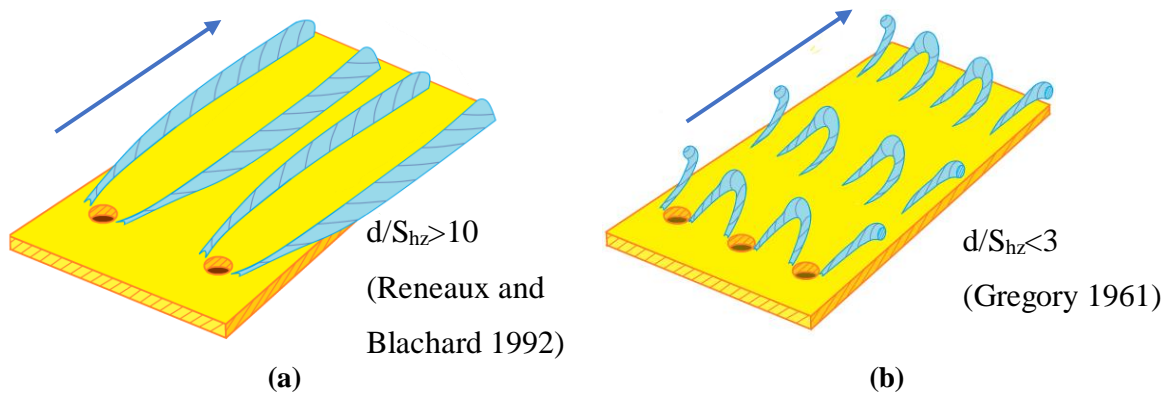 d/Shz>10
(Reneaux and
Blachard 1992)
(a)
d/Shz<3
(Gregory 1961)
(b)